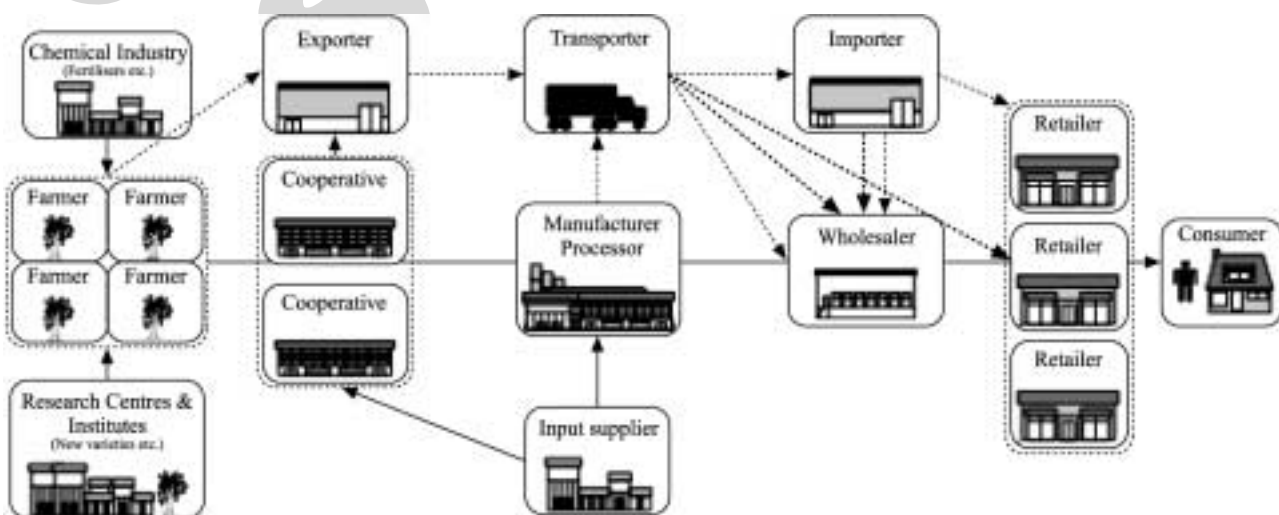 Chemical Industry
(Fertilisers etc.)
Exporter
Transporter
Importer
Retailer
Farmer
Farmer
Cooperative
Manufacturer
Processor
Wholesaler
Retailer
Consumer
Farmer
Farmer
Cooperative
Retailer
Research Centres &
Institutes
(New varieties etc.)
Input supplier